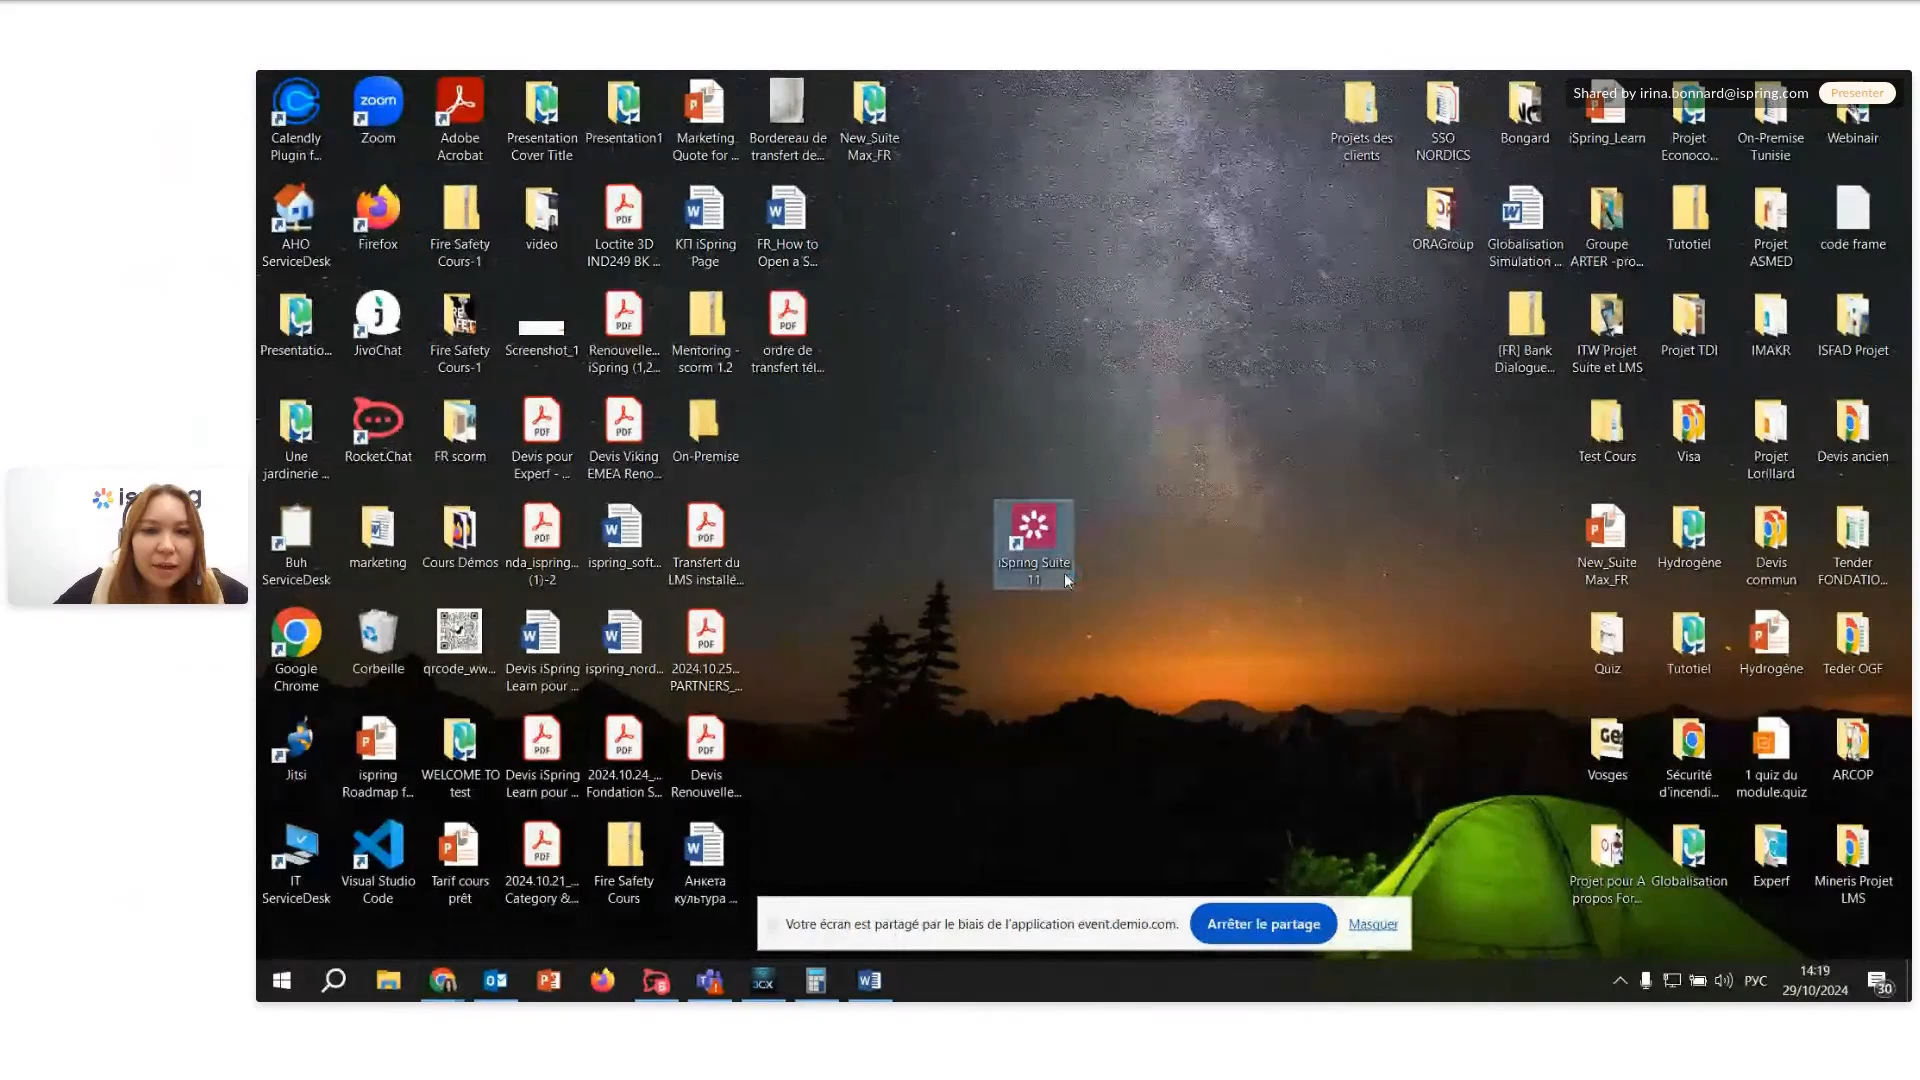 Shared by irina.bonnard@ispring.com
Presenter
Calendly
Plugin f...
Zoom
Adobe
Acrobat
Presentation
Cover Title
Presentation1
Marketing
Quote for ...
Bordereau de
transfert de...
New_Suite
Max_FR
Projets des
clients
SSO
NORDICS
Bongard
iSpring_Learn
Projet
Econoco...
On-Premise
Tunisie
Webinair
AHO
ServiceDesk
Firefox
Fire Safety
Cours-1
video
Loctite 3D
IND249 BK ...
КП iSpring
Page
FR_How to
Open a S...
ORAGroup
Globalisation
Simulation ...
Groupe
ARTER -pro...
Tutotiel
Projet
ASMED
code frame
Presentatio...
JivoChat
Fire Safety
Cours-1
Screenshot_1
Renouvelle...
iSpring (1,2...
Mentoring -
scorm 1.2
ordre de
transfert tél...
[FR] Bank
Dialogue...
ITW Projet
Suite et LMS
Projet TDI
IMAKR
ISFAD Projet
Une
jardinerie ...
Rocket.Chat
FR scorm
Devis pour
Experf - ...
Devis Viking
EMEA Reno...
On-Premise
Test Cours
Visa
Projet
Lorillard
Devis ancien
-
iSpring
Buh
ServiceDesk
marketing
Cours Démos
nda_ispring...
(1)-2
ispring_soft...
Transfert du
LMS installé...
iSpring Suite
11
New_Suite
Max_FR
Hydrogène
Devis
commun
Tender
FONDATIO...
Google
Chrome
Corbeille
qrcode_ww...
Devis iSpring
Learn pour ...
ispring_nord...
2024.10.25...
PARTNERS_...
Quiz
Tutotiel
Hydrogène
Teder OGF
Jitsi
ispring
Roadmap f...
WELCOME TO
test
Devis iSpring
Learn pour ...
2024.10.24_...
Fondation S...
Devis
Renouvelle...
Vosges
Sécurité
d'incendi...
1 quiz du
module.quiz
ARCOP
IT
ServiceDesk
Visual Studio
Code
Tarif cours
prêt
2024.10.21_...
Category &...
Fire Safety
Cours
Анкета
культура ...
Projet pour A
propos For...
Globalisation
Experf
Mineris Projet
LMS
Votre écran est partagé par le biais de l'application event.demio.com.
Arrêter le partage
Masquer
РУС
14:19
29/10/2024
30